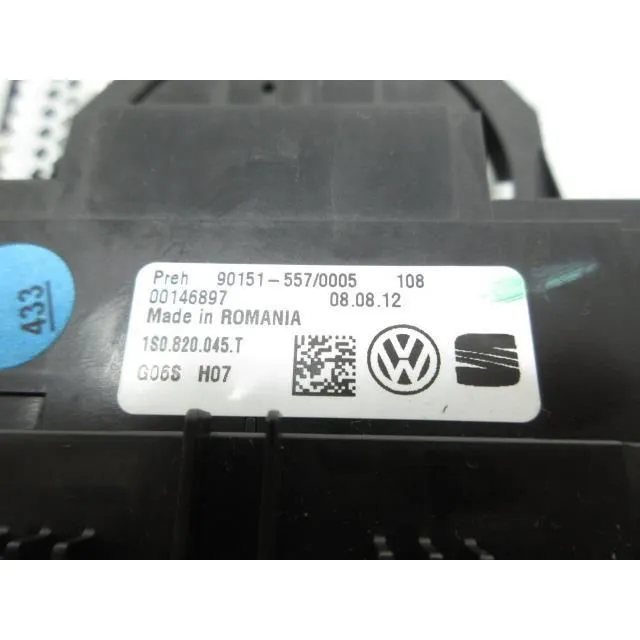 Preh 90151-557/0005 108
00146897 08.08.12
Made in ROMANIA
1S0.820.045.T
G06S H07
433